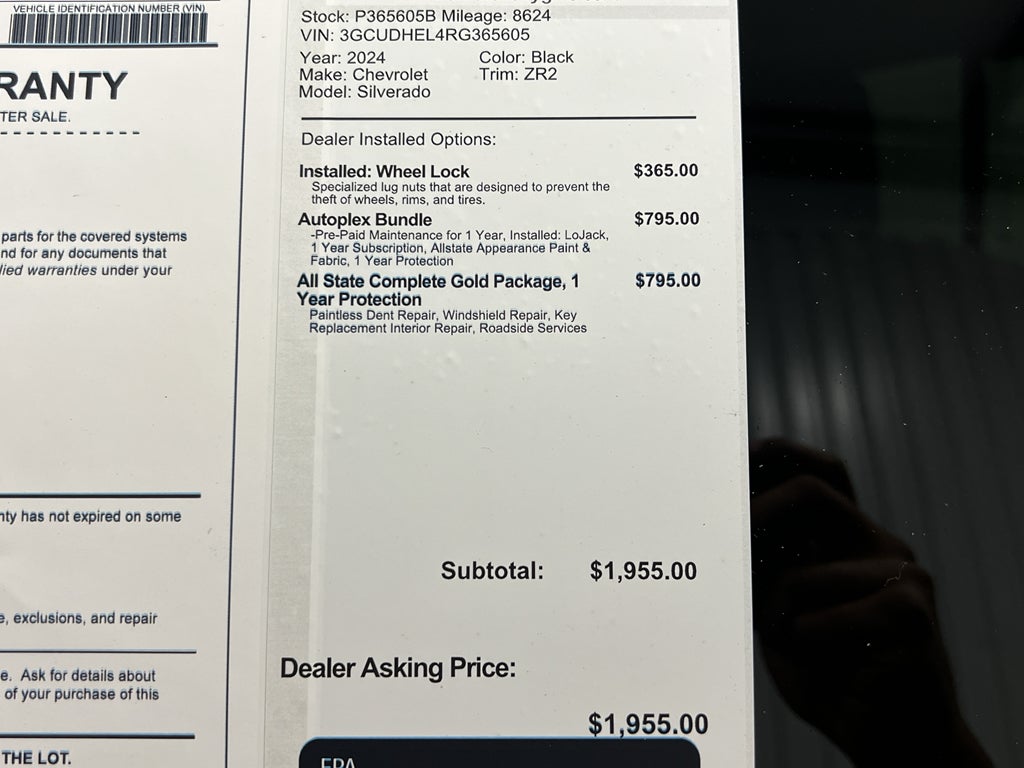 VEHICLE IDENTIFICATION NUMBER (VIN)
RANTY
TER SALE.
parts for the covered systems
nd for any documents that
lied warranties under your
nty has not expired on some
e, exclusions, and repair
e. Ask for details about
of your purchase of this
THE LOT.
Stock: P365605B Mileage: 8624
VIN: 3GCUDHEL4RG365605
Year: 2024 Color: Black
Make: Chevrolet Trim: ZR2
Model: Silverado
Dealer Installed Options:
Installed: Wheel Lock $365.00
Specialized lug nuts that are designed to prevent the
theft of wheels, rims, and tires.
Autoplex Bundle $795.00
-Pre-Paid Maintenance for 1 Year, Installed: LoJack,
1 Year Subscription, Allstate Appearance Paint &
Fabric, 1 Year Protection
All State Complete Gold Package, 1 $795.00
Year Protection
Paintless Dent Repair, Windshield Repair, Key
Replacement Interior Repair, Roadside Services
Subtotal: $1,955.00
Dealer Asking Price:
$1,955.00
EPA